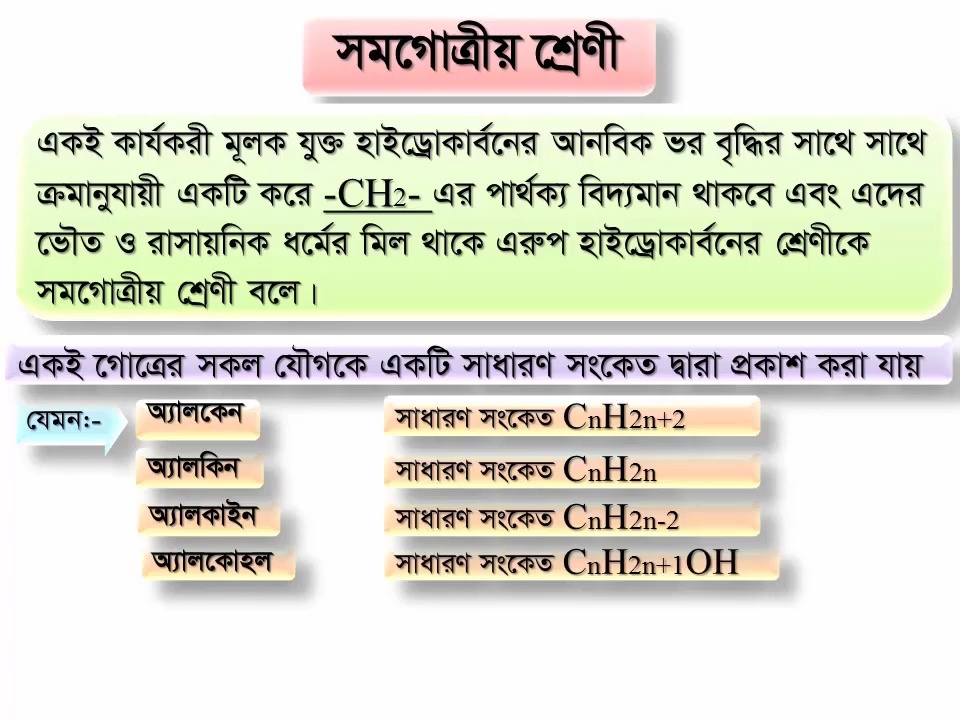 সমগোত্রীয় শ্রেণী
একই কার্যকরী মূলক যুক্ত হাইড্রোকার্বনের আনবিক ভর বৃদ্ধির সাথে সাথে
ক্রমানুযায়ী একটি করে -CH2- এর পার্থক্য বিদ্যমান থাকবে এবং এদের
ভৌত ও রাসায়নিক ধর্মের মিল থাকে এরুপ হাইড্রোকার্বনের শ্রেণীকে
সমগোত্রীয় শ্রেণী বলে।
একই গোত্রের সকল যৌগকে একটি সাধারণ সংকেত দ্বারা প্রকাশ করা যায়
যেমন:- অ্যালকেন সাধারণ সংকেত CnH2n+2
অ্যালকিন সাধারণ সংকেত CnH2n
অ্যালকাইন সাধারণ সংকেত CnH2n-2
অ্যালকোহল সাধারণ সংকেত CnH2n+1OH